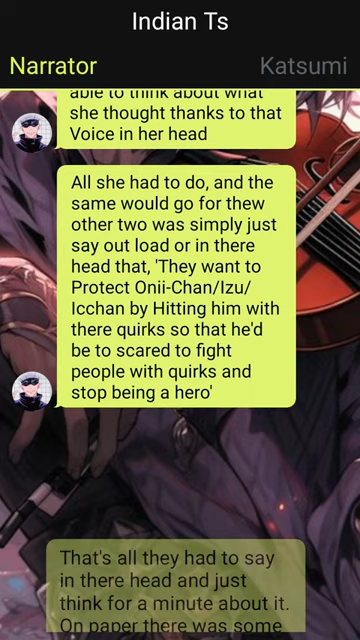 Indian Ts
Narrator
Katsumi
able to think about what
she thought thanks to that
Voice in her head
All she had to do, and the
same would go for thew
other two was simply just
say out load or in there
head that, 'They want to
Protect Onii-Chan/Izu/
Icchan by Hitting him with
there quirks so that he'd
be to scared to fight
people with quirks and
stop being a hero'
That's all they had to say
in there head and just
think for a minute about it.
On paper there was some